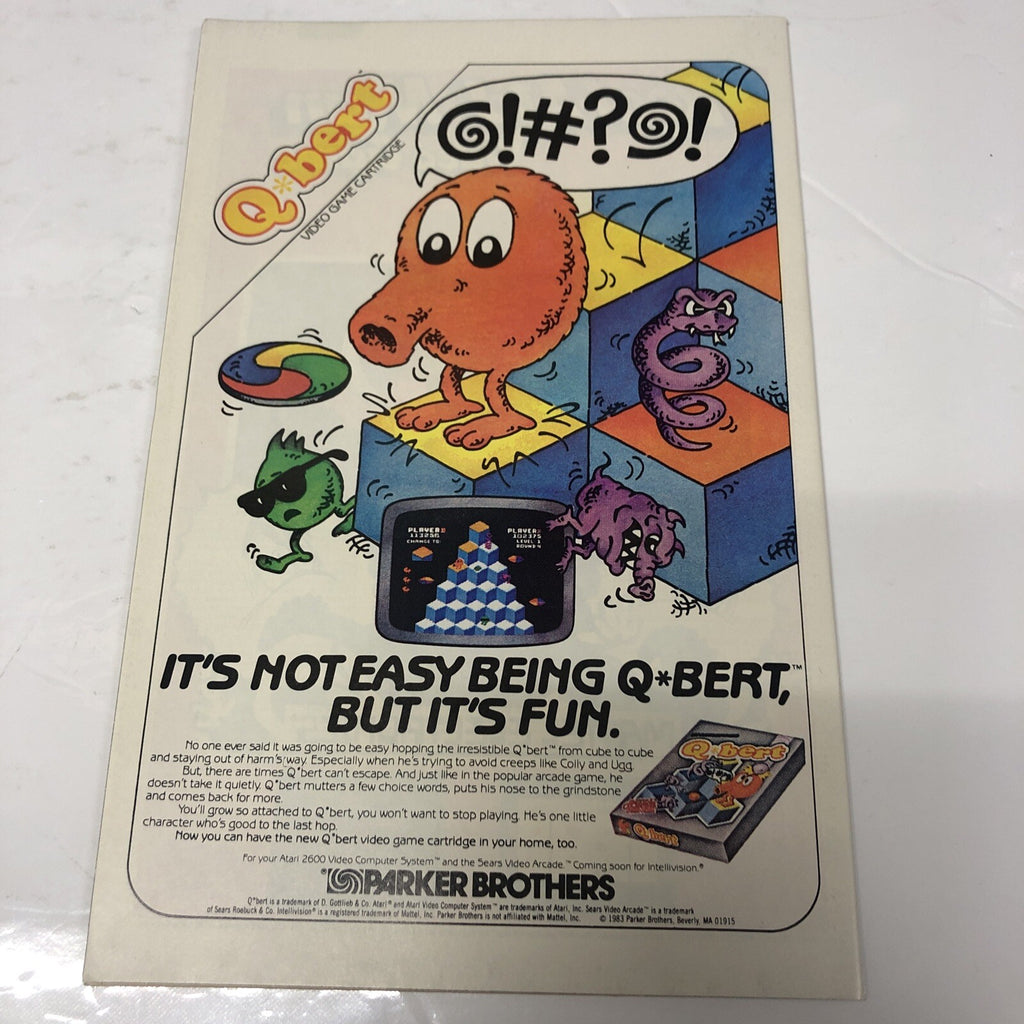 Q*bert
VIDEO GAME CARTRIDGE
@!#?@!
PLAYER 1
113256
CHANGE TO:
PLAYER 2
102375
LEVEL 1
ROUND 4
IT'S NOT EASY BEING Q*BERT,™
BUT IT'S FUN.
No one ever said it was going to be easy hopping the irresistible Q*bert™ from cube to cube
and staying out of harm's way. Especially when he's trying to avoid creeps like Coily and Ugg.
But, there are times Q*bert can't escape. And just like in the popular arcade game, he
doesn't take it quietly. Q*bert mutters a few choice words, puts his nose to the grindstone
and comes back for more.
You'll grow so attached to Q*bert, you won't want to stop playing. He's one little
character who's good to the last hop.
Now you can have the new Q*bert video game cartridge in your home, too.
Q*bert
Q*bert
For your Atari 2600 Video Computer System™ and the Sears Video Arcade.™ Coming soon for Intellivision.®
PARKER BROTHERS
Q*bert is a trademark of D. Gottlieb & Co. Atari® and Atari Video Computer System™ are trademarks of Atari, Inc. Sears Video Arcade™ is a trademark
of Sears Roebuck & Co. Intellivision® is a registered trademark of Mattel, Inc. Parker Brothers is not affiliated with Mattel, Inc. © 1983 Parker Brothers, Beverly, MA 01915